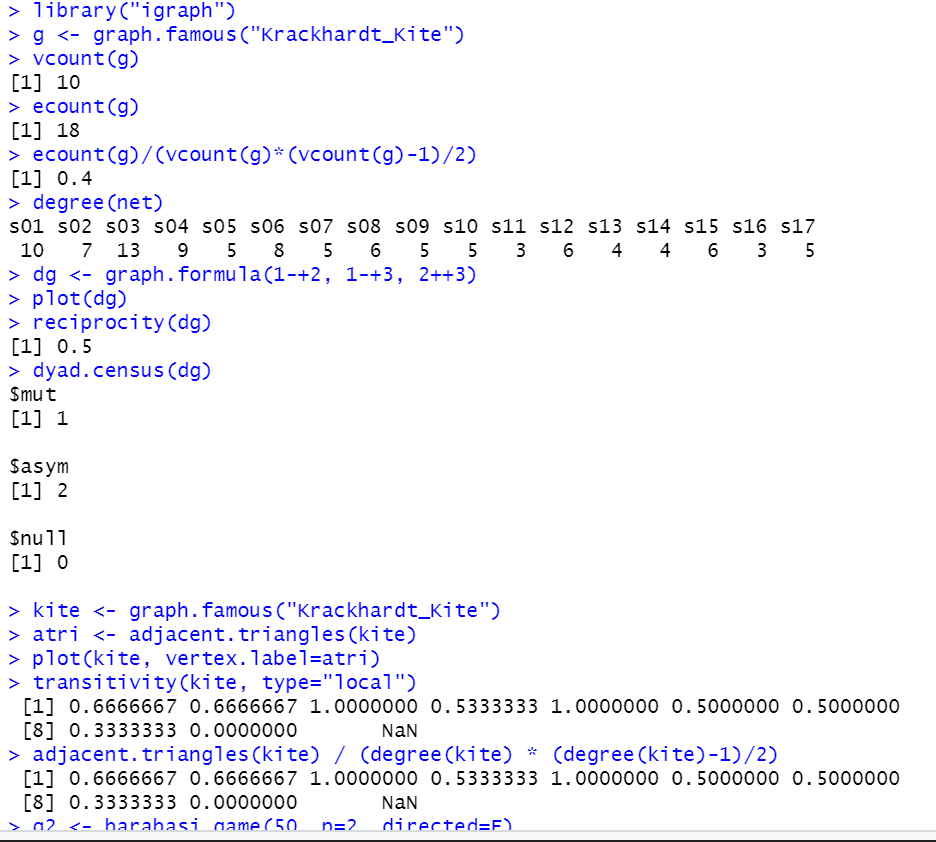 > library("igraph")
> g <- graph.famous("Krackhardt_Kite")
> vcount(g)
[1] 10
> ecount(g)
[1] 18
> ecount(g)/(vcount(g)*(vcount(g)-1)/2)
[1] 0.4
> degree(net)
s01 s02 s03 s04 s05 s06 s07 s08 s09 s10 s11 s12 s13 s14 s15 s16 s17
 10   7  13   9   5   8   5   6   5   5   3   6   4   4   6   3   5
> dg <- graph.formula(1-+2, 1-+3, 2++3)
> plot(dg)
> reciprocity(dg)
[1] 0.5
> dyad.census(dg)
$mut
[1] 1
$asym
[1] 2
$null
[1] 0
> kite <- graph.famous("Krackhardt_Kite")
> atri <- adjacent.triangles(kite)
> plot(kite, vertex.label=atri)
> transitivity(kite, type="local")
 [1] 0.6666667 0.6666667 1.0000000 0.5333333 1.0000000 0.5000000 0.5000000
 [8] 0.3333333 0.0000000       NaN
> adjacent.triangles(kite) / (degree(kite) * (degree(kite)-1)/2)
 [1] 0.6666667 0.6666667 1.0000000 0.5333333 1.0000000 0.5000000 0.5000000
 [8] 0.3333333 0.0000000       NaN
> g2 <- barabasi.game(50, p=2, directed=F)